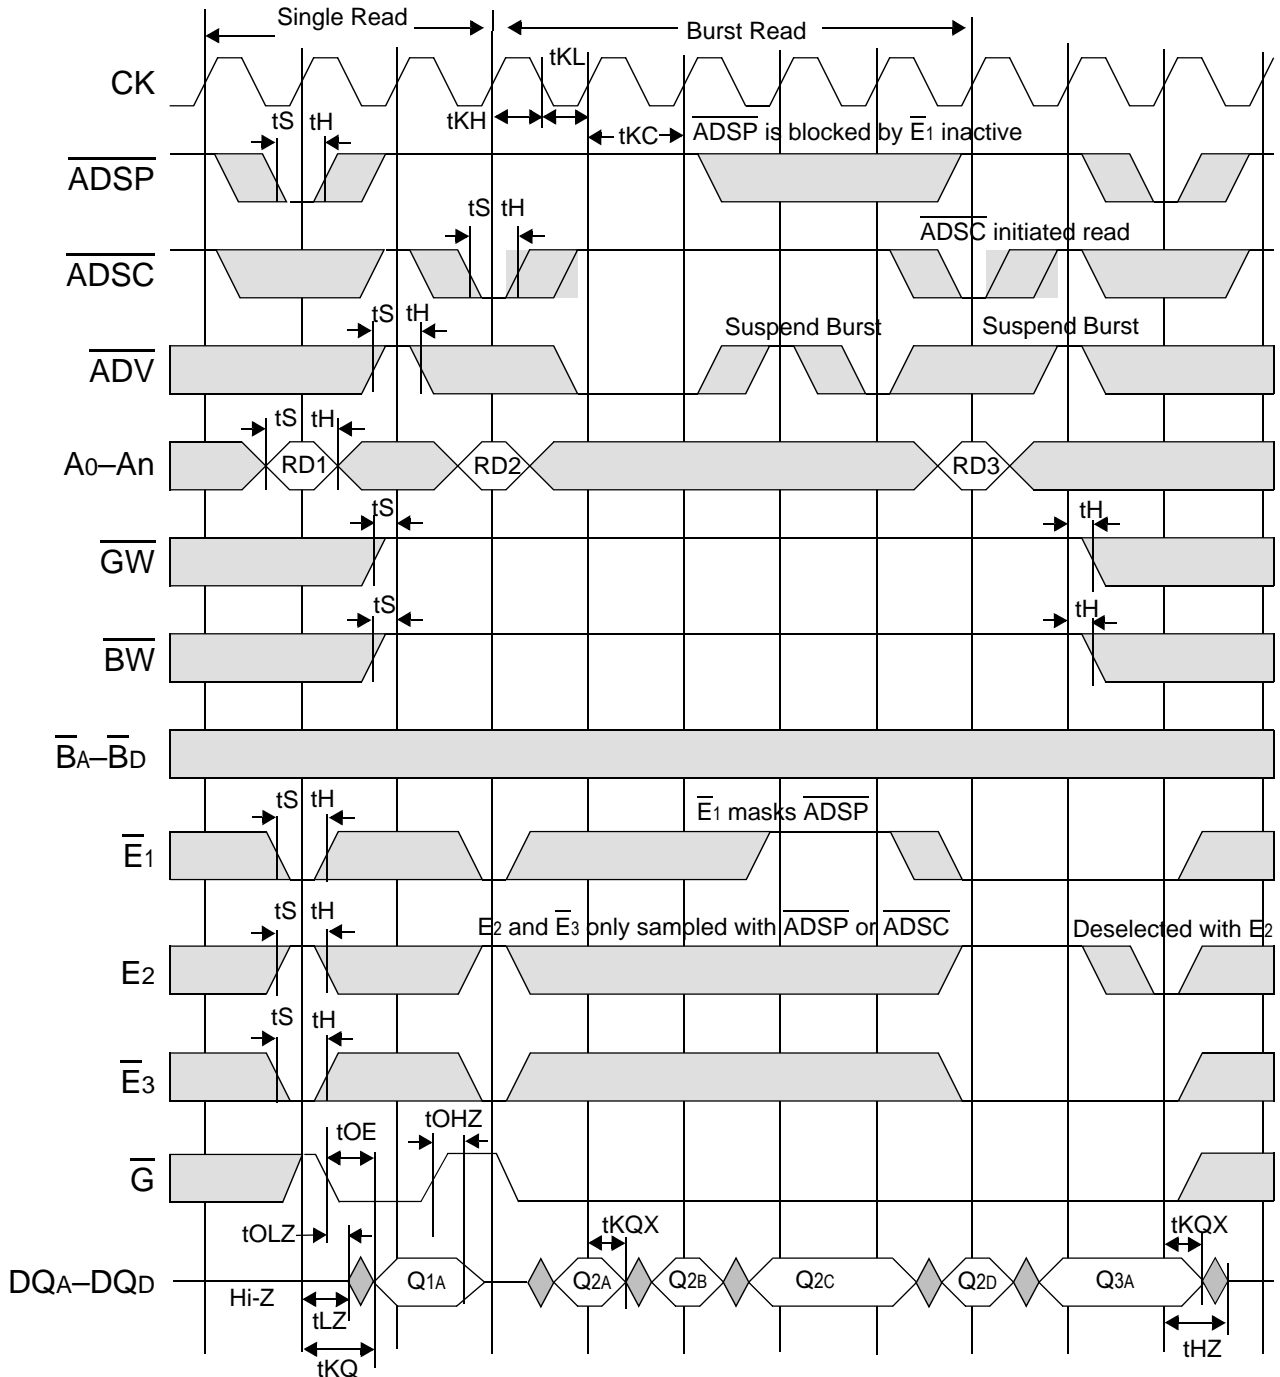 Single Read
Burst Read
CK
tKL
tS tH
tKH
tKC
ADSP is blocked by E1 inactive
ADSP
tS tH
ADSC initiated read
ADSC
tS tH
Suspend Burst
Suspend Burst
ADV
tS tH
A0–An
RD1
RD2
RD3
tS
tH
GW
tS
tH
BW
BA–BD
tS tH
E1 masks ADSP
E1
tS tH
E2 and E3 only sampled with ADSP or ADSC
Deselected with E2
E2
tS tH
E3
tOE
tOHZ
G
tOLZ
tKQX
tKQX
DQA–DQD
Q1A
Q2A
Q2B
Q2C
Q2D
Q3A
Hi-Z
tLZ
tHZ
tKQ